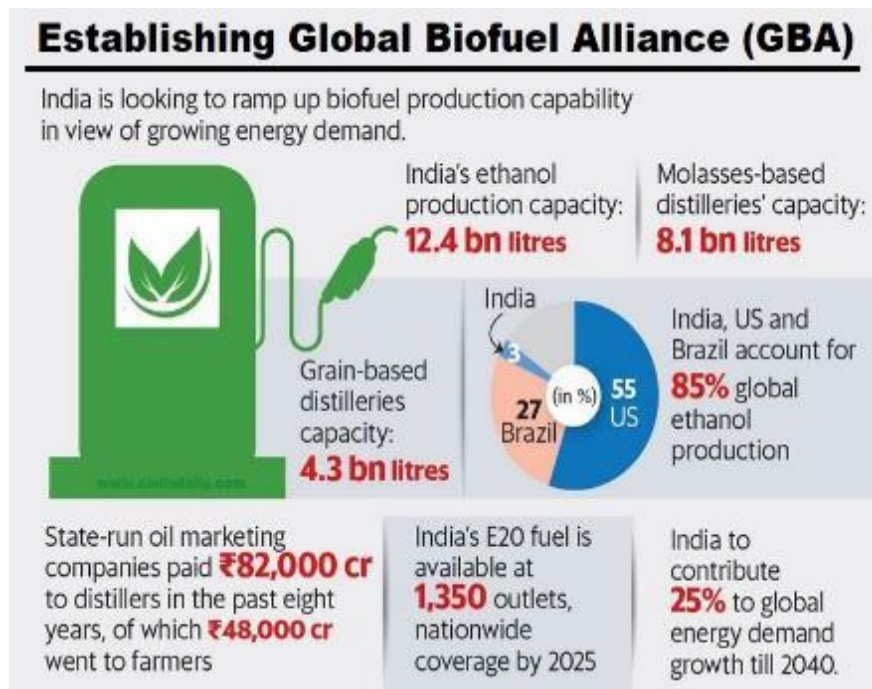 Establishing Global Biofuel Alliance (GBA)
India is looking to ramp up biofuel production capability
in view of growing energy demand.
India's ethanol
production capacity:
12.4 bn litres
Molasses-based
distilleries' capacity:
8.1 bn litres
Grain-based
distilleries
capacity:
4.3 bn litres
India
3
(in %)
55
US
27
Brazil
India, US and
Brazil account for
85% global
ethanol
production
www.civilsdaily.com
State-run oil marketing
companies paid ₹82,000 cr
to distillers in the past eight
years, of which ₹48,000 cr
went to farmers
India's E20 fuel is
available at
1,350 outlets,
nationwide
coverage by 2025
India to
contribute
25% to global
energy demand
growth till 2040.